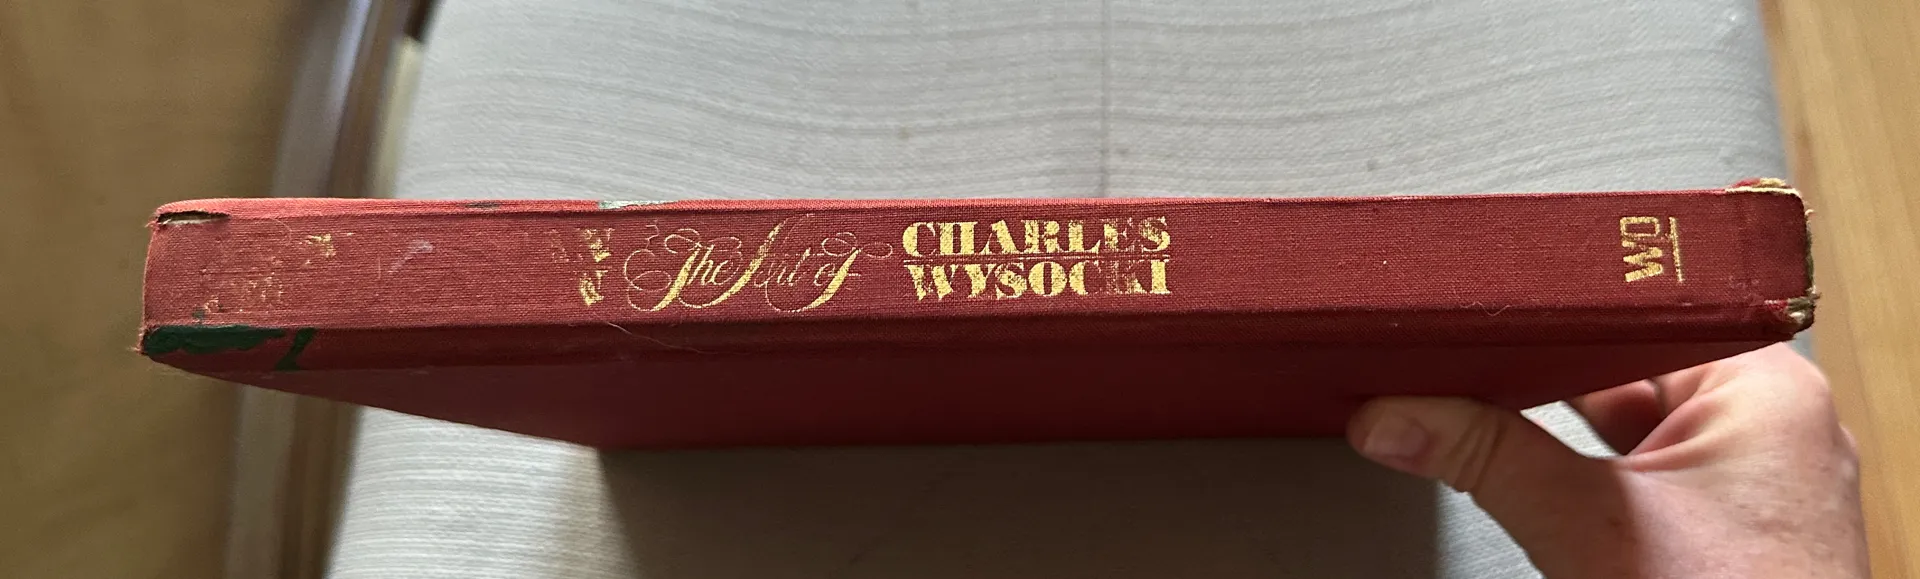 The Art of
CHARLES
WYSOCKI
WD